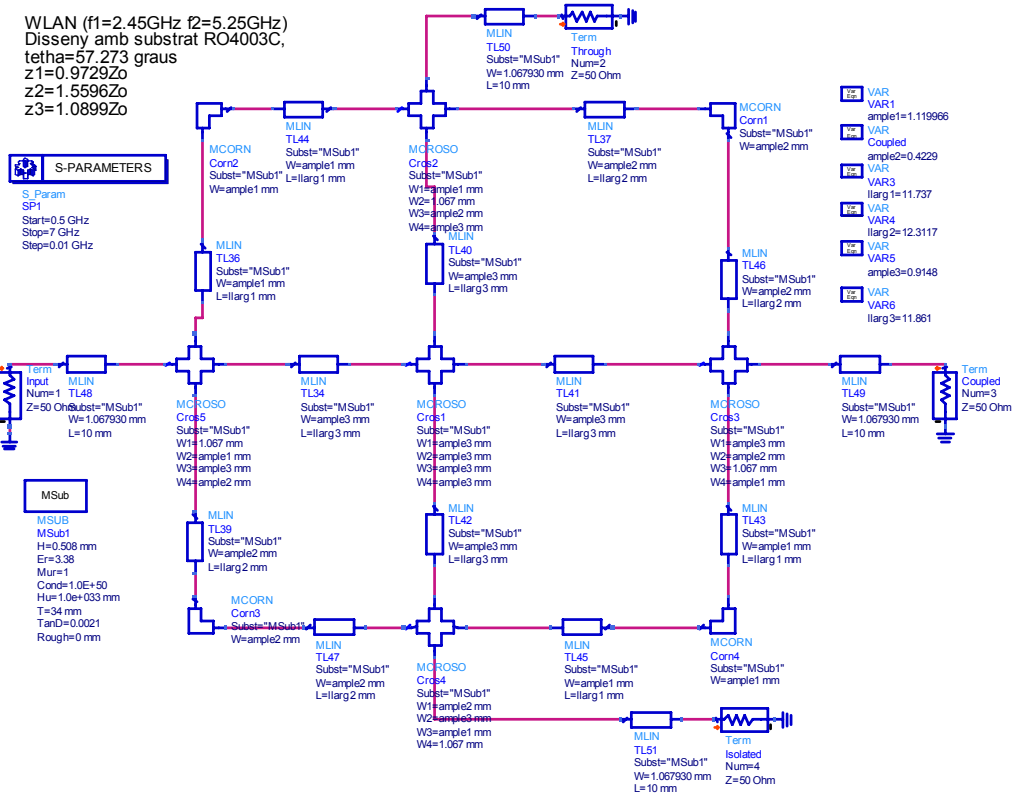 WLAN (f1=2.45GHz f2=5.25GHz)
Disseny amb substrat RO4003C,
tetha=57.273 graus
z1=0.9729Zo
z2=1.5596Zo
z3=1.0899Zo
S-PARAMETERS
S_Param
SP1
Start=0.5 GHz
Stop=7 GHz
Step=0.01 GHz
MLIN
TL50
Subst="MSub1"
W=1.067930 mm
L=10 mm
Term
Through
Num=2
Z=50 Ohm
MCORN
Corn2
Subst="MSub1"
W=ample1 mm
MLIN
TL44
Subst="MSub1"
W=ample1 mm
L=llarg1 mm
MCROSO
Cros2
Subst="MSub1"
W1=ample1 mm
W2=1.067 mm
W3=ample2 mm
W4=ample3 mm
MLIN
TL37
Subst="MSub1"
W=ample2 mm
L=llarg2 mm
MCORN
Corn1
Subst="MSub1"
W=ample2 mm
Var
Eqn
VAR
VAR1
ample1=1.119966
Var
Eqn
VAR
Coupled
ample2=0.4229
Var
Eqn
VAR
VAR3
llarg1=11.737
Var
Eqn
VAR
VAR4
llarg2=12.3117
Var
Eqn
VAR
VAR5
ample3=0.9148
Var
Eqn
VAR
VAR6
llarg3=11.861
MLIN
TL36
Subst="MSub1"
W=ample1 mm
L=llarg1 mm
MLIN
TL40
Subst="MSub1"
W=ample3 mm
L=llarg3 mm
MLIN
TL46
Subst="MSub1"
W=ample2 mm
L=llarg2 mm
Term
Input
Num=1
Z=50 Ohm
MLIN
TL48
Subst="MSub1"
W=1.067930 mm
L=10 mm
MCROSO
Cros5
Subst="MSub1"
W1=1.067 mm
W2=ample1 mm
W3=ample3 mm
W4=ample2 mm
MLIN
TL34
Subst="MSub1"
W=ample3 mm
L=llarg3 mm
MCROSO
Cros1
Subst="MSub1"
W1=ample3 mm
W2=ample3 mm
W3=ample3 mm
W4=ample3 mm
MLIN
TL41
Subst="MSub1"
W=ample3 mm
L=llarg3 mm
MCROSO
Cros3
Subst="MSub1"
W1=ample3 mm
W2=ample2 mm
W3=1.067 mm
W4=ample1 mm
MLIN
TL49
Subst="MSub1"
W=1.067930 mm
L=10 mm
Term
Coupled
Num=3
Z=50 Ohm
MSub
MSUB
MSub1
H=0.508 mm
Er=3.38
Mur=1
Cond=1.0E+50
Hu=1.0e+033 mm
T=34 mm
TanD=0.0021
Rough=0 mm
MLIN
TL39
Subst="MSub1"
W=ample2 mm
L=llarg2 mm
MLIN
TL42
Subst="MSub1"
W=ample3 mm
L=llarg3 mm
MLIN
TL43
Subst="MSub1"
W=ample1 mm
L=llarg1 mm
MCORN
Corn3
Subst="MSub1"
W=ample2 mm
MLIN
TL47
Subst="MSub1"
W=ample2 mm
L=llarg2 mm
MCROSO
Cros4
Subst="MSub1"
W1=ample2 mm
W2=ample3 mm
W3=ample1 mm
W4=1.067 mm
MLIN
TL45
Subst="MSub1"
W=ample1 mm
L=llarg1 mm
MCORN
Corn4
Subst="MSub1"
W=ample1 mm
MLIN
TL51
Subst="MSub1"
W=1.067930 mm
L=10 mm
Term
Isolated
Num=4
Z=50 Ohm